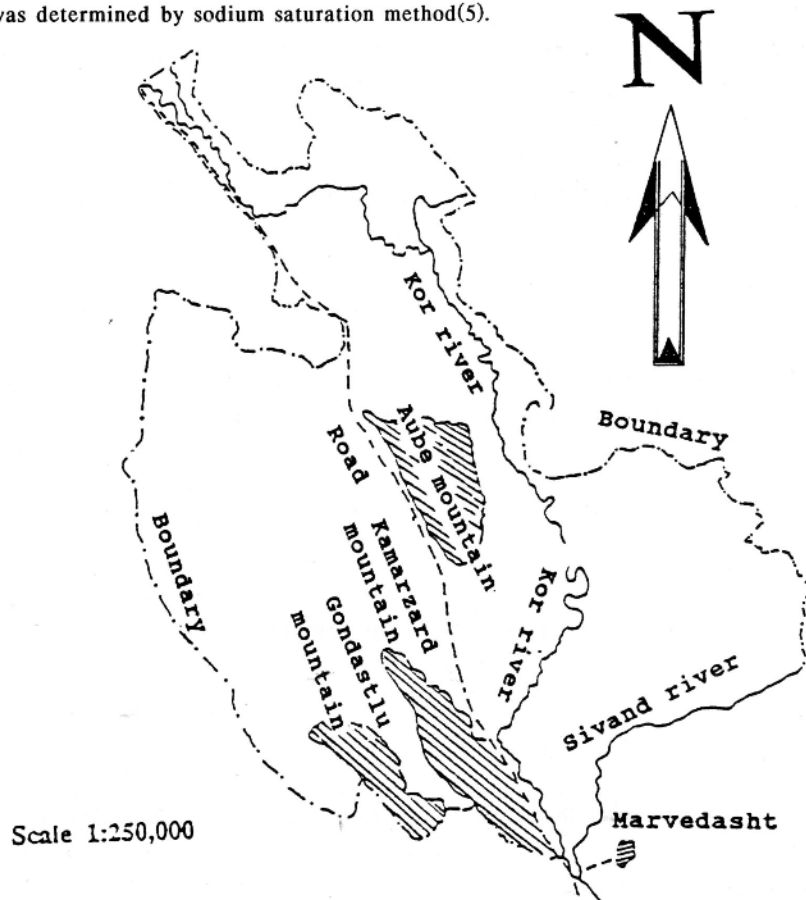 was determined by sodium saturation method(5).
N
Kor river
Boundary
Aube mountain
Road
Kamarzard
mountain
Boundary
Gondastlu
mountain
Kor river
Sivand river
Marvedasht
Scale 1:250,000